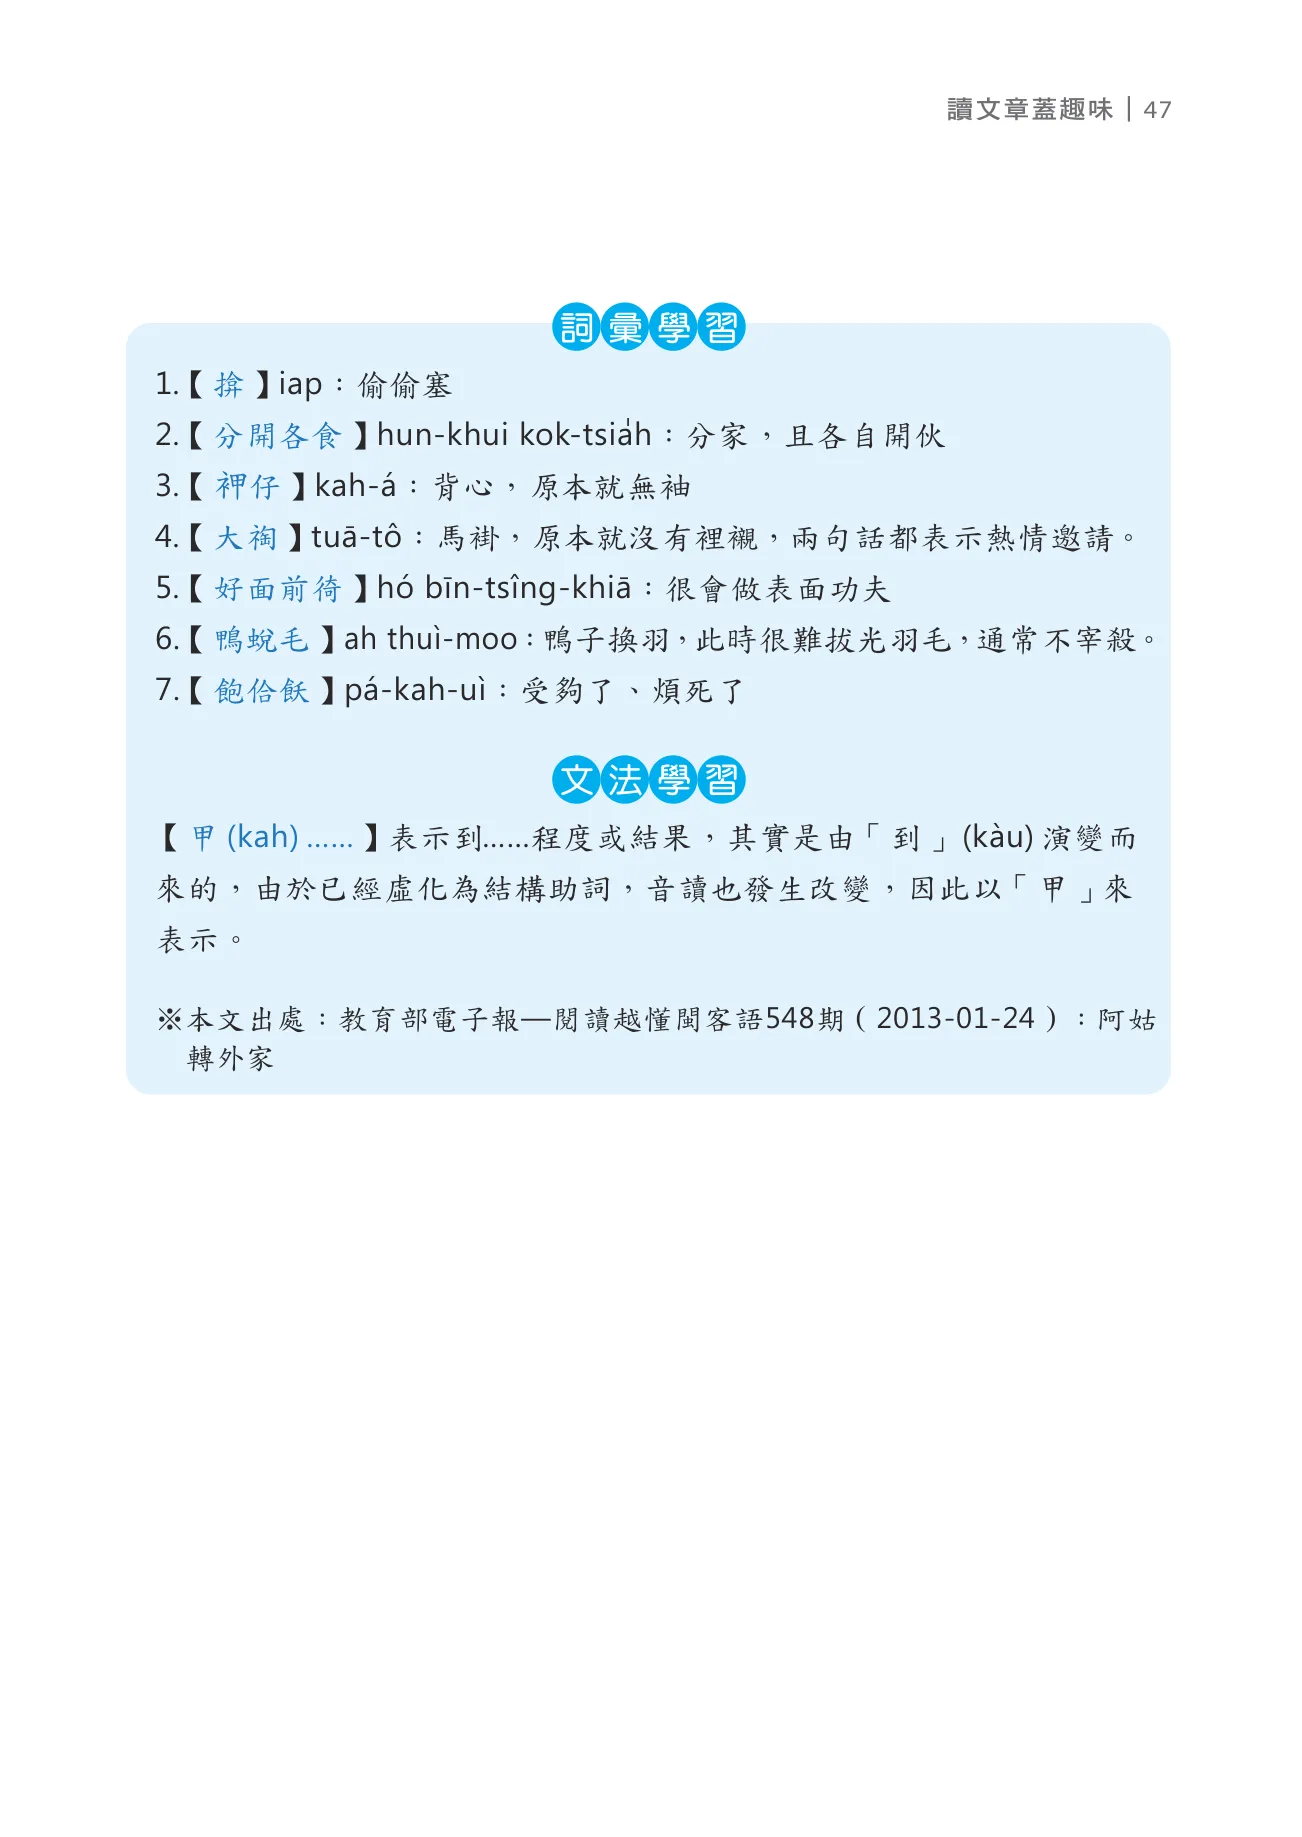 讀文章蓋趣味｜47
詞彙學習
1.【揜】iap：偷偷塞
2.【分開各食】hun-khui kok-tsia̍h：分家，且各自開伙
3.【𬡃仔】kah-á：背心，原本就無袖
4.【大裪】tuā-tô：馬褂，原本就沒有裡襯，兩句話都表示熱情邀請。
5.【好面前徛】hó bīn-tsîng-khiā：很會做表面功夫
6.【鴨蛻毛】ah thuì-moo：鴨子換羽，此時很難拔光羽毛，通常不宰殺。
7.【飽佮飫】pá-kah-uì：受夠了、煩死了
文法學習
【甲 (kah) ......】表示到......程度或結果，其實是由「到」(kàu) 演變而
來的，由於已經虛化為結構助詞，音讀也發生改變，因此以「甲」來
表示。
※本文出處：教育部電子報—閱讀越懂閩客語548期（2013-01-24）：阿姑
轉外家